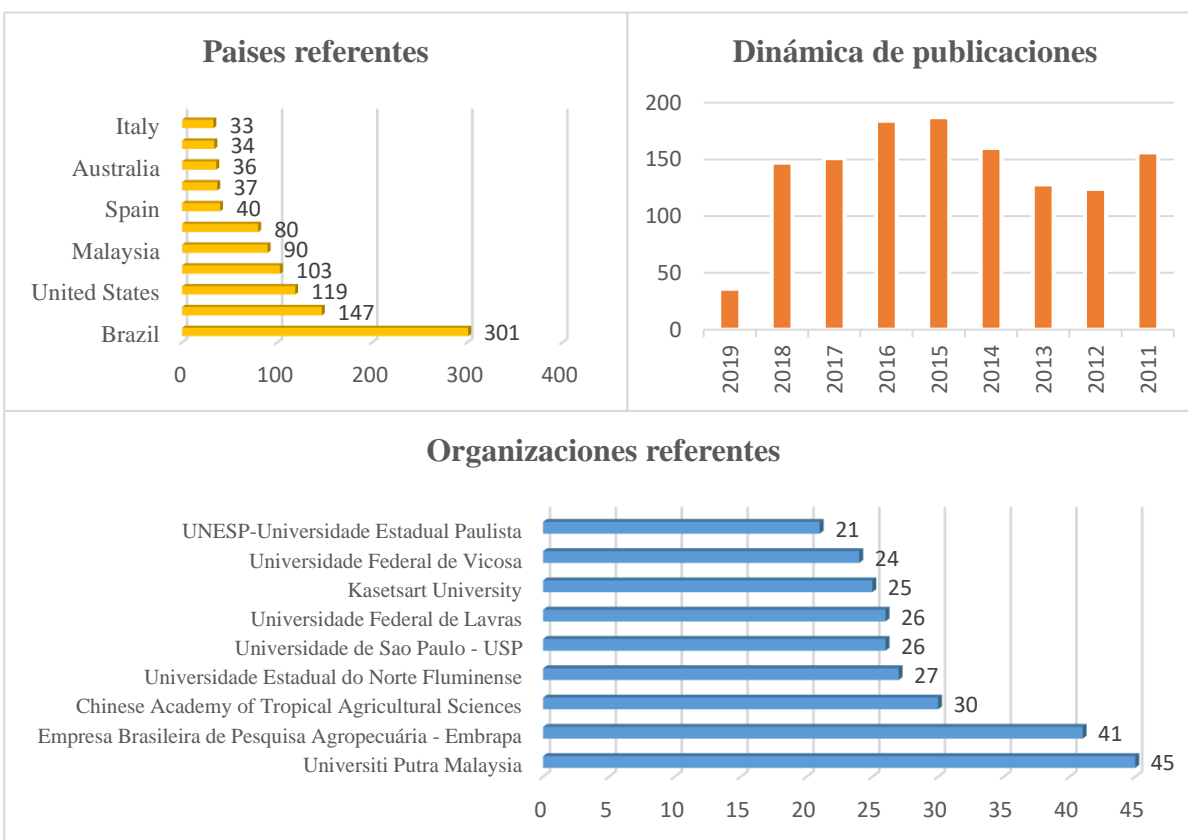 Paises referentes
Italy 33
34
Australia 36
37
Spain 40
80
Malaysia 90
103
United States 119
147
Brazil 301
0 100 200 300 400
Dinámica de publicaciones
200
150
100
50
0
2019 2018 2017 2016 2015 2014 2013 2012 2011
Organizaciones referentes
UNESP-Universidade Estadual Paulista 21
Universidade Federal de Vicosa 24
Kasetsart University 25
Universidade Federal de Lavras 26
Universidade de Sao Paulo - USP 26
Universidade Estadual do Norte Fluminense 27
Chinese Academy of Tropical Agricultural Sciences 30
Empresa Brasileira de Pesquisa Agropecuária - Embrapa 41
Universiti Putra Malaysia 45
0 5 10 15 20 25 30 35 40 45